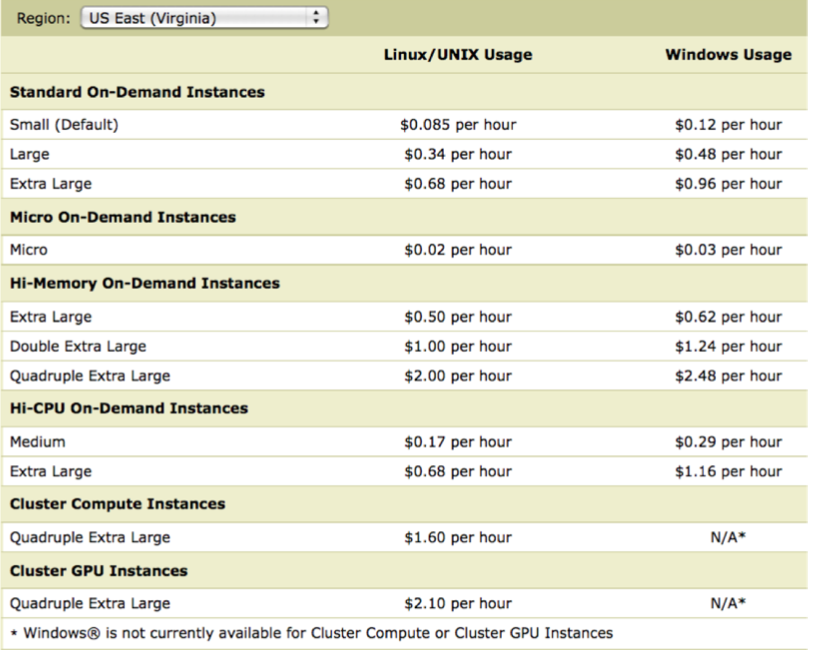 Region: US East (Virginia)
Linux/UNIX Usage Windows Usage
Standard On-Demand Instances
Small (Default) $0.085 per hour $0.12 per hour
Large $0.34 per hour $0.48 per hour
Extra Large $0.68 per hour $0.96 per hour
Micro On-Demand Instances
Micro $0.02 per hour $0.03 per hour
Hi-Memory On-Demand Instances
Extra Large $0.50 per hour $0.62 per hour
Double Extra Large $1.00 per hour $1.24 per hour
Quadruple Extra Large $2.00 per hour $2.48 per hour
Hi-CPU On-Demand Instances
Medium $0.17 per hour $0.29 per hour
Extra Large $0.68 per hour $1.16 per hour
Cluster Compute Instances
Quadruple Extra Large $1.60 per hour N/A*
Cluster GPU Instances
Quadruple Extra Large $2.10 per hour N/A*
* Windows® is not currently available for Cluster Compute or Cluster GPU Instances